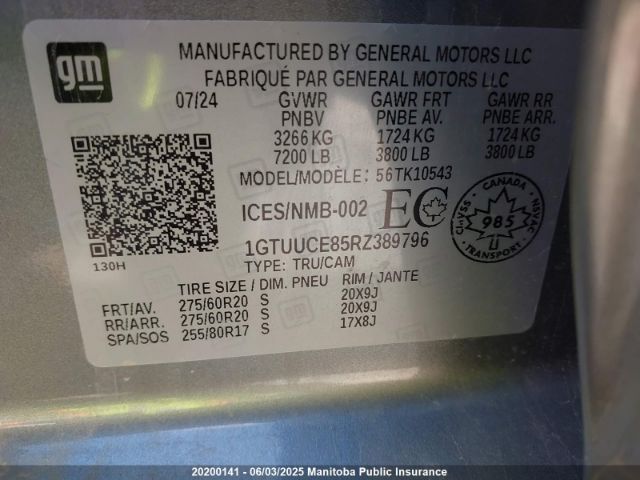 gm
MANUFACTURED BY GENERAL MOTORS LLC
FABRIQUÉ PAR GENERAL MOTORS LLC
07/24 GVWR GAWR FRT GAWR RR
PNBV PNBE AV. PNBE ARR.
3266 KG 1724 KG 1724 KG
7200 LB 3800 LB 3800 LB
MODEL/MODÈLE: 56TK10543
ICES/NMB-002 EC
CANADA
SSVAC NSVAC
985
TRANSPORT
1GTUUCE85RZ389796
130H
TYPE: TRU/CAM
TIRE SIZE / DIM. PNEU RIM / JANTE
FRT/AV. 275/60R20 S 20X9J
RR/ARR. 275/60R20 S 20X9J
SPA/SOS 255/80R17 S 17X8J
20200141 - 06/03/2025 Manitoba Public Insurance